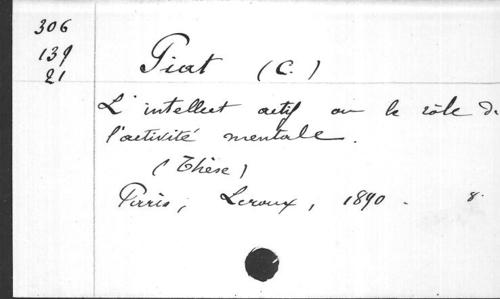 306
139
21
Piat (C.)
L'intellect actif ou le rôle de
l'activité mentale.
(Thèse)
Paris, Leroux, 1890. 8.